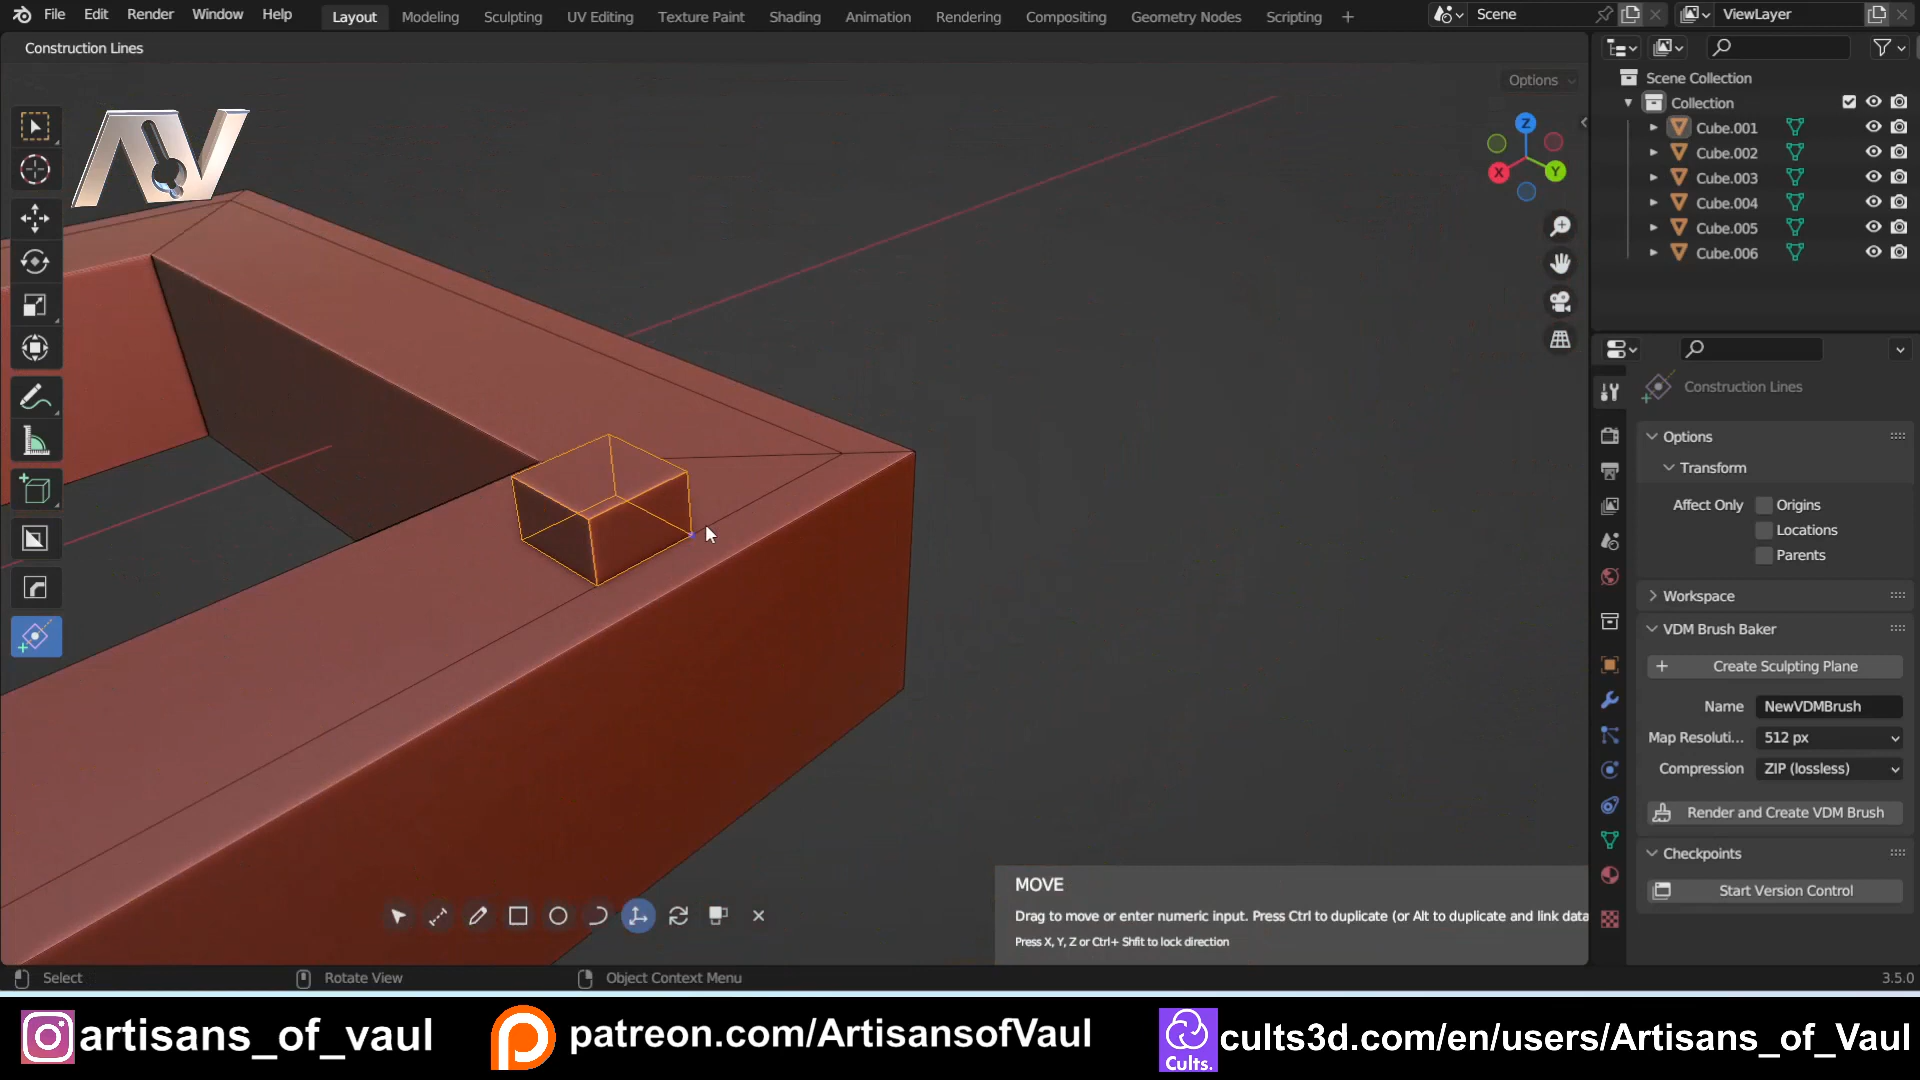 File Edit Render Window Help Layout Modeling Sculpting UV Editing Texture Paint Shading Animation Rendering Compositing Geometry Nodes Scripting + Scene ViewLayer
Construction Lines
Options
Z
X
Y
Scene Collection
Collection
Cube.001
Cube.002
Cube.003
Cube.004
Cube.005
Cube.006
Construction Lines
Options
Transform
Affect Only Origins
Locations
Parents
Workspace
VDM Brush Baker
Create Sculpting Plane
Name NewVDMBrush
Map Resoluti... 512 px
Compression ZIP (lossless)
Render and Create VDM Brush
Checkpoints
Start Version Control
MOVE
Drag to move or enter numeric input. Press Ctrl to duplicate (or Alt to duplicate and link data
Press X, Y, Z or Ctrl+ Shfit to lock direction
Select Rotate View Object Context Menu 3.5.0
artisans_of_vaul patreon.com/ArtisansofVaul Cults. cults3d.com/en/users/Artisans_of_Vaul